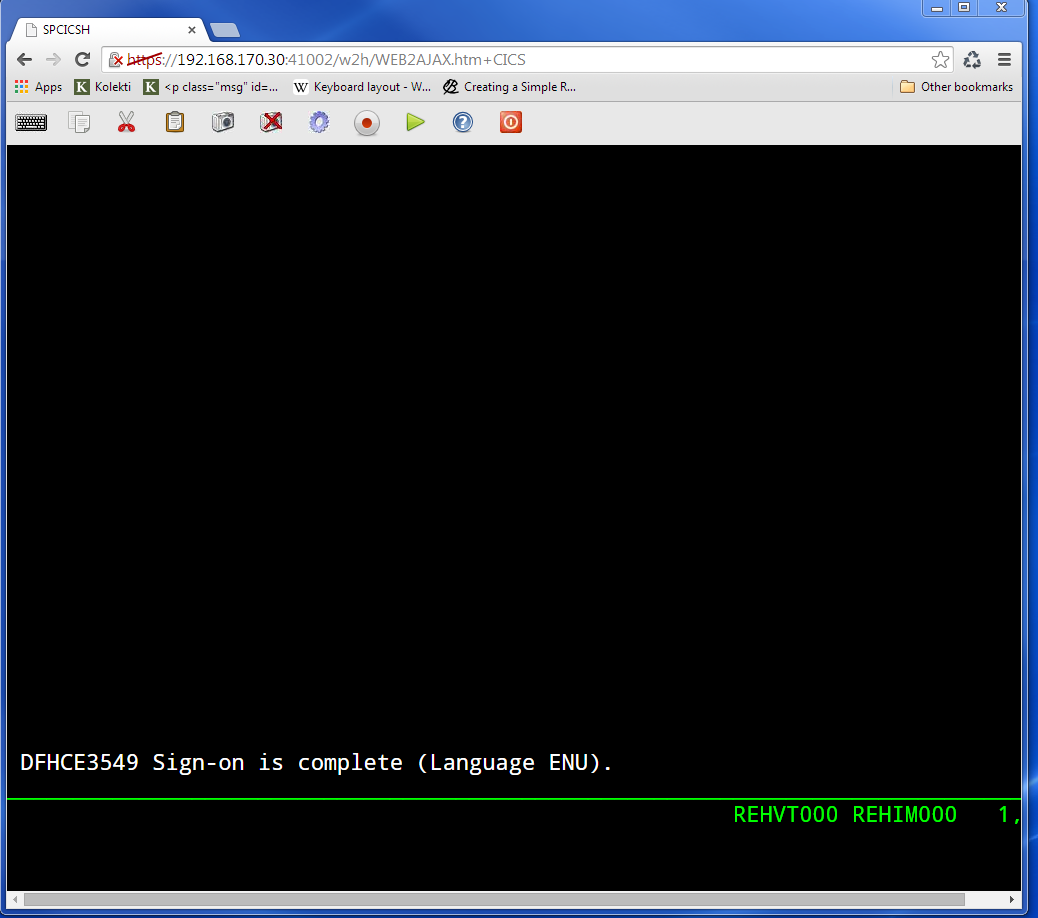 SPCICSH
https://192.168.170.30:41002/w2h/WEB2AJAX.htm+CICS
Apps K Kolekti K <p class="msg" id=... W Keyboard layout - W... Creating a Simple R... Other bookmarks
DFHCE3549 Sign-on is complete (Language ENU).
REHVT000 REHIM000 1,